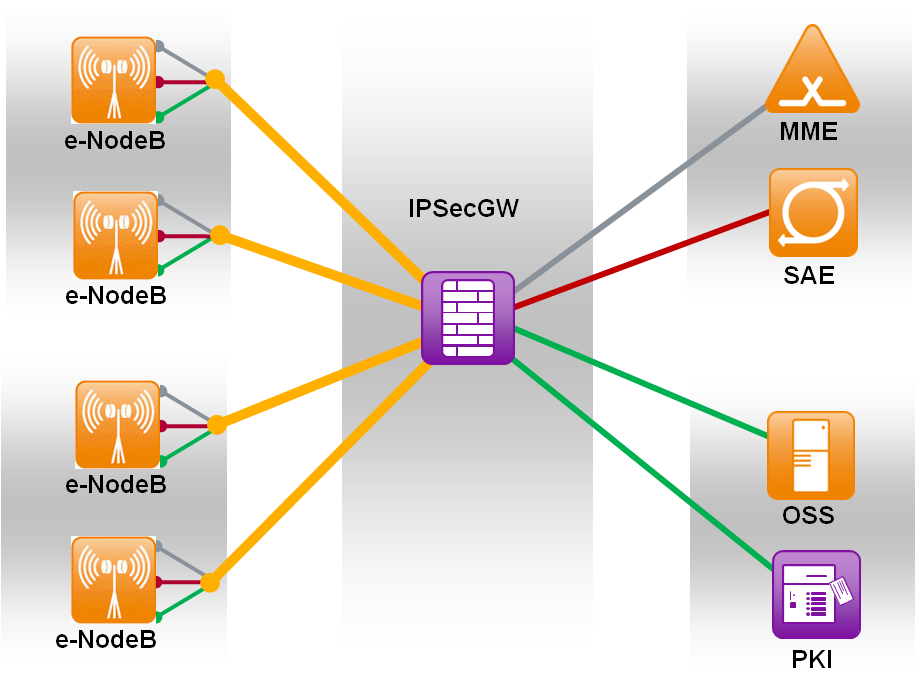 e-NodeB
e-NodeB
e-NodeB
e-NodeB
IPSecGW
MME
SAE
OSS
PKI